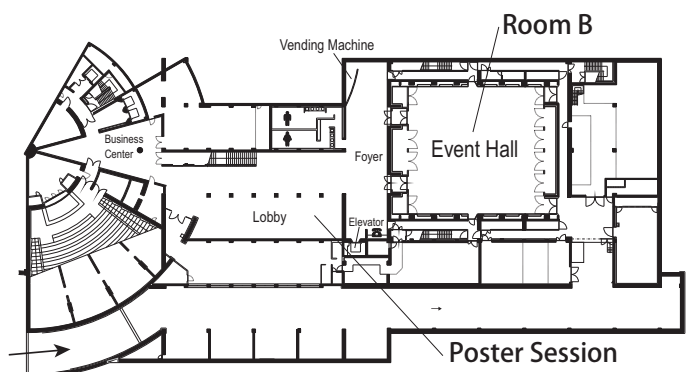 Room B
Vending Machine
Business
Center
Foyer
Event Hall
Lobby
Elevator
Poster Session